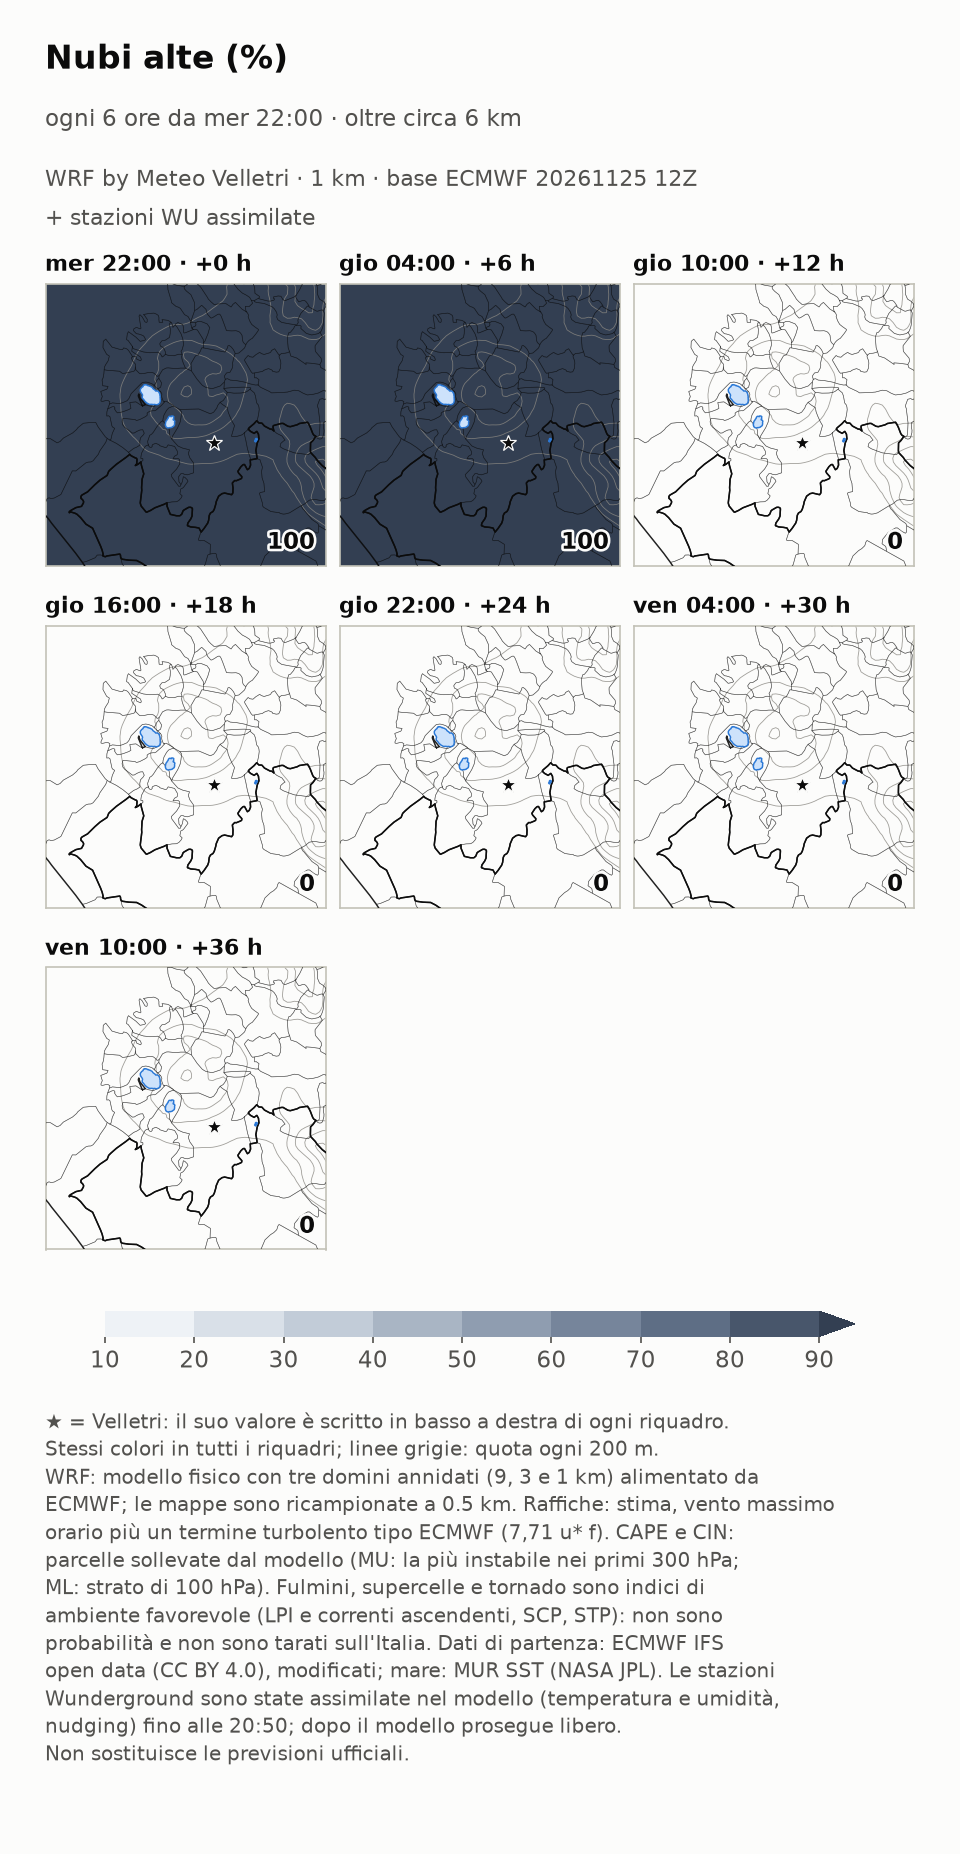 Nubi alte (%)
ogni 6 ore da mer 22:00 · oltre circa 6 km
WRF by Meteo Velletri · 1 km · base ECMWF 20261125 12Z
+ stazioni WU assimilate
mer 22:00 · +0 h
gio 04:00 · +6 h
gio 10:00 · +12 h
100
100
0
gio 16:00 · +18 h
gio 22:00 · +24 h
ven 04:00 · +30 h
0
0
0
ven 10:00 · +36 h
0
10 20 30 40 50 60 70 80 90
★ = Velletri: il suo valore è scritto in basso a destra di ogni riquadro.
Stessi colori in tutti i riquadri; linee grigie: quota ogni 200 m.
WRF: modello fisico con tre domini annidati (9, 3 e 1 km) alimentato da
ECMWF; le mappe sono ricampionate a 0.5 km. Raffiche: stima, vento massimo
orario più un termine turbolento tipo ECMWF (7,71 u* f). CAPE e CIN:
parcelle sollevate dal modello (MU: la più instabile nei primi 300 hPa;
ML: strato di 100 hPa). Fulmini, supercelle e tornado sono indici di
ambiente favorevole (LPI e correnti ascendenti, SCP, STP): non sono
probabilità e non sono tarati sull'Italia. Dati di partenza: ECMWF IFS
open data (CC BY 4.0), modificati; mare: MUR SST (NASA JPL). Le stazioni
Wunderground sono state assimilate nel modello (temperatura e umidità,
nudging) fino alle 20:50; dopo il modello prosegue libero.
Non sostituisce le previsioni ufficiali.